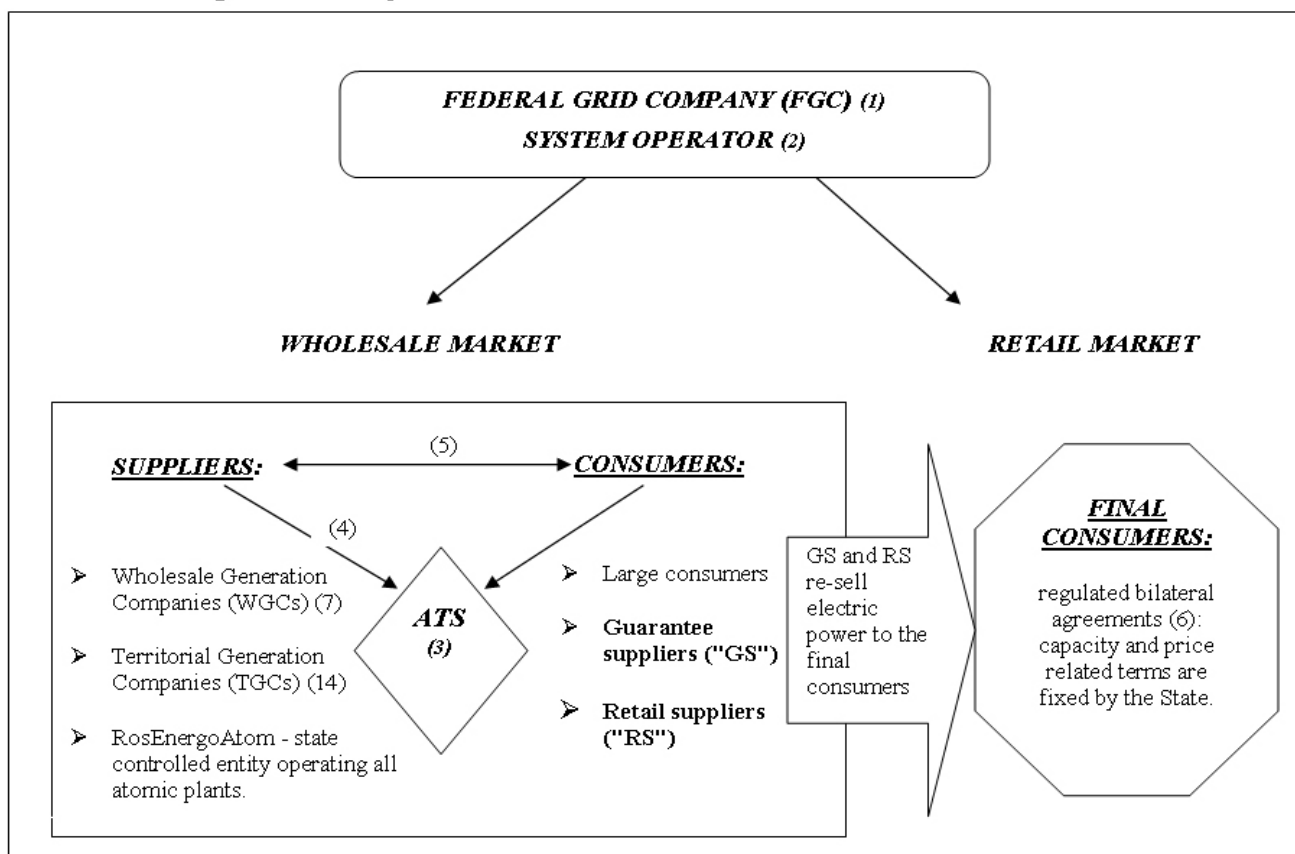 FEDERAL GRID COMPANY (FGC) (1)
SYSTEM OPERATOR (2)
WHOLESALE MARKET
RETAIL MARKET
(5)
SUPPLIERS:
CONSUMERS:
(4)
➢ Wholesale Generation
Companies (WGCs) (7)
➢ Territorial Generation
Companies (TGCs) (14)
➢ RosEnergoAtom - state
controlled entity operating all
atomic plants.
ATS
(3)
➢ Large consumers
➢ Guarantee
suppliers ("GS")
➢ Retail suppliers
("RS")
GS and RS
re-sell
electric
power to the
final
consumers
FINAL
CONSUMERS:
regulated bilateral
agreements (6):
capacity and price
related terms are
fixed by the State.